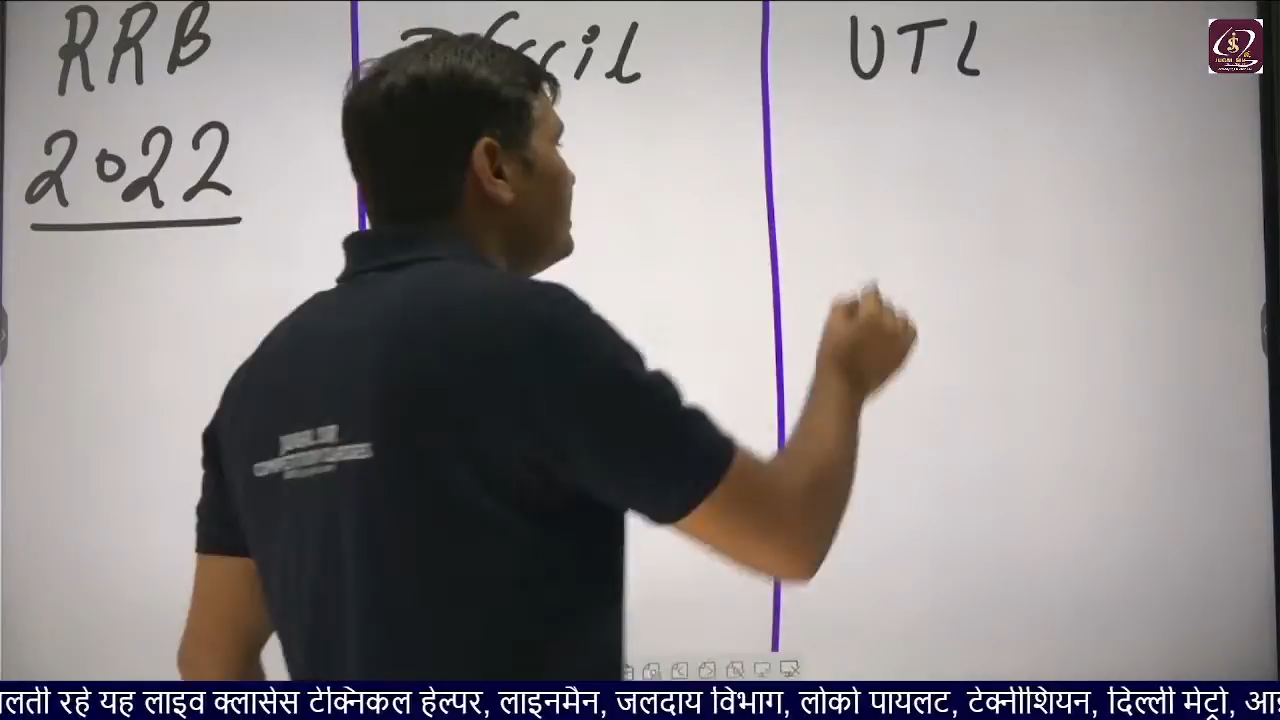 RRB
2022
UTL
लती रहे यह लाइव क्लासेस टेक्निकल हेल्पर, लाइनमैन, जलदाय विभाग, लोको पायलट, टेक्नीशियन, दिल्ली मेट्रो,